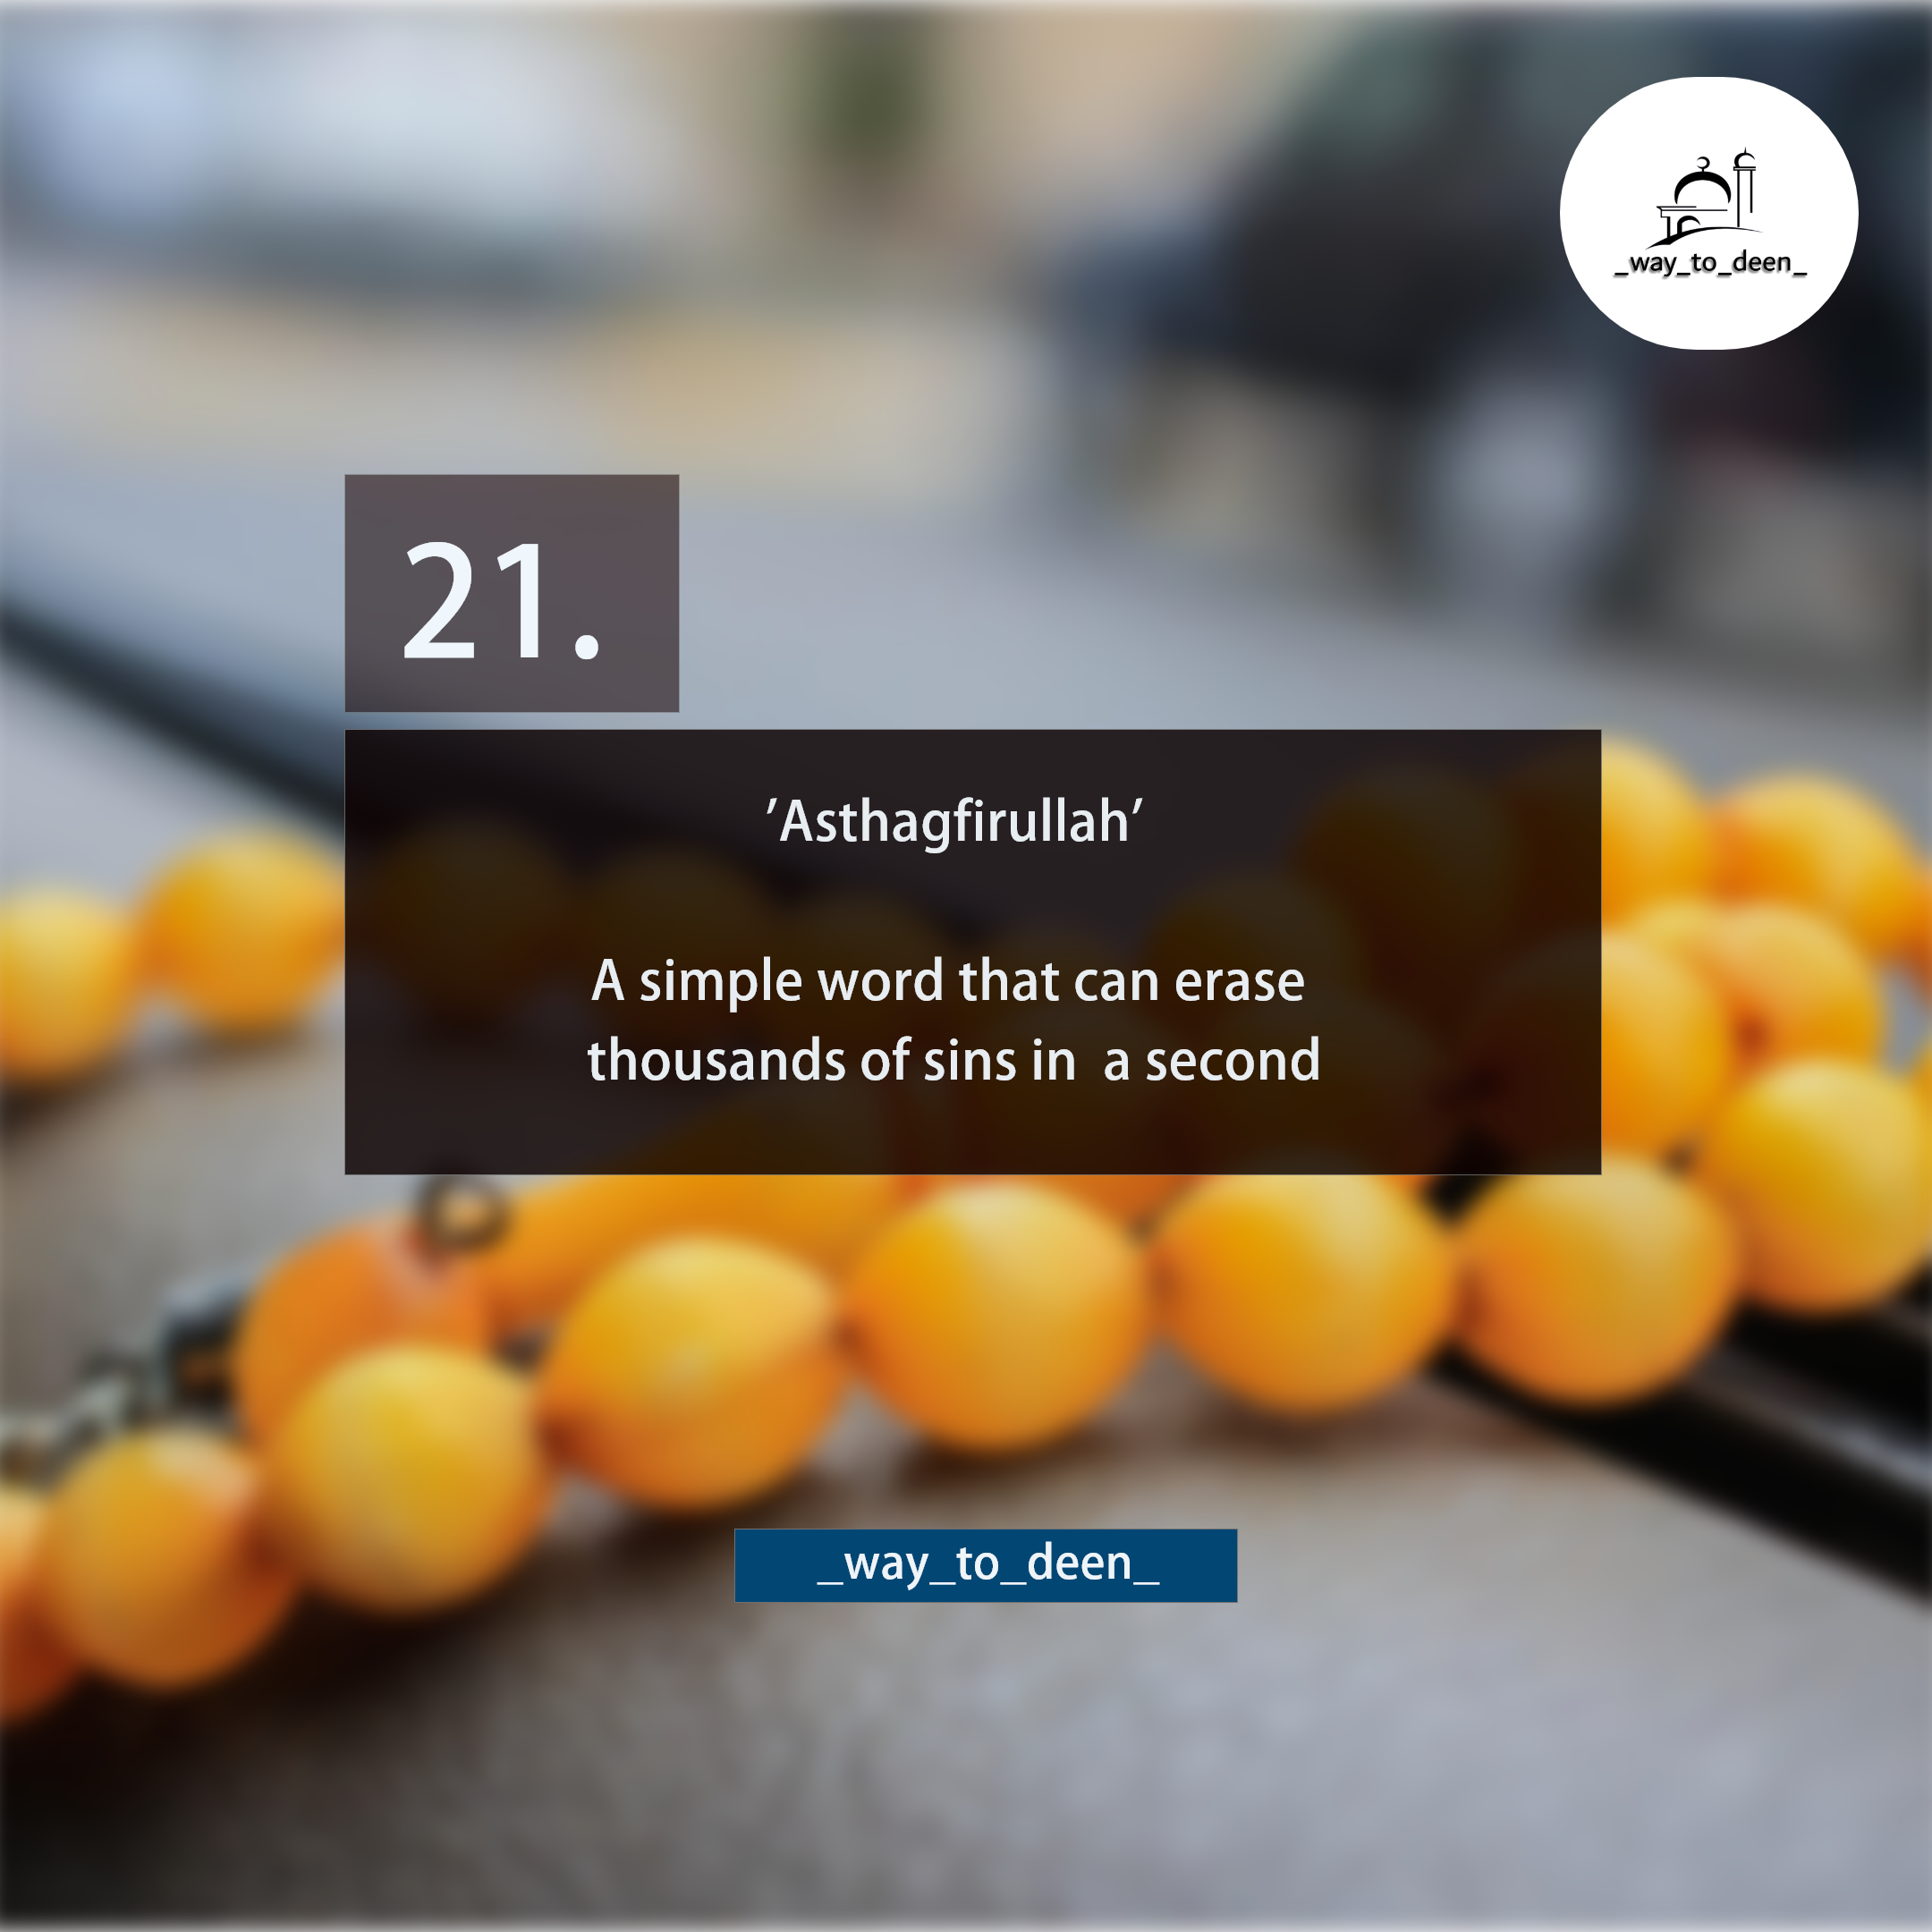 _way_to_deen_
21.
’Asthagfirullah’
A simple word that can erase
thousands of sins in  a second
_way_to_deen_